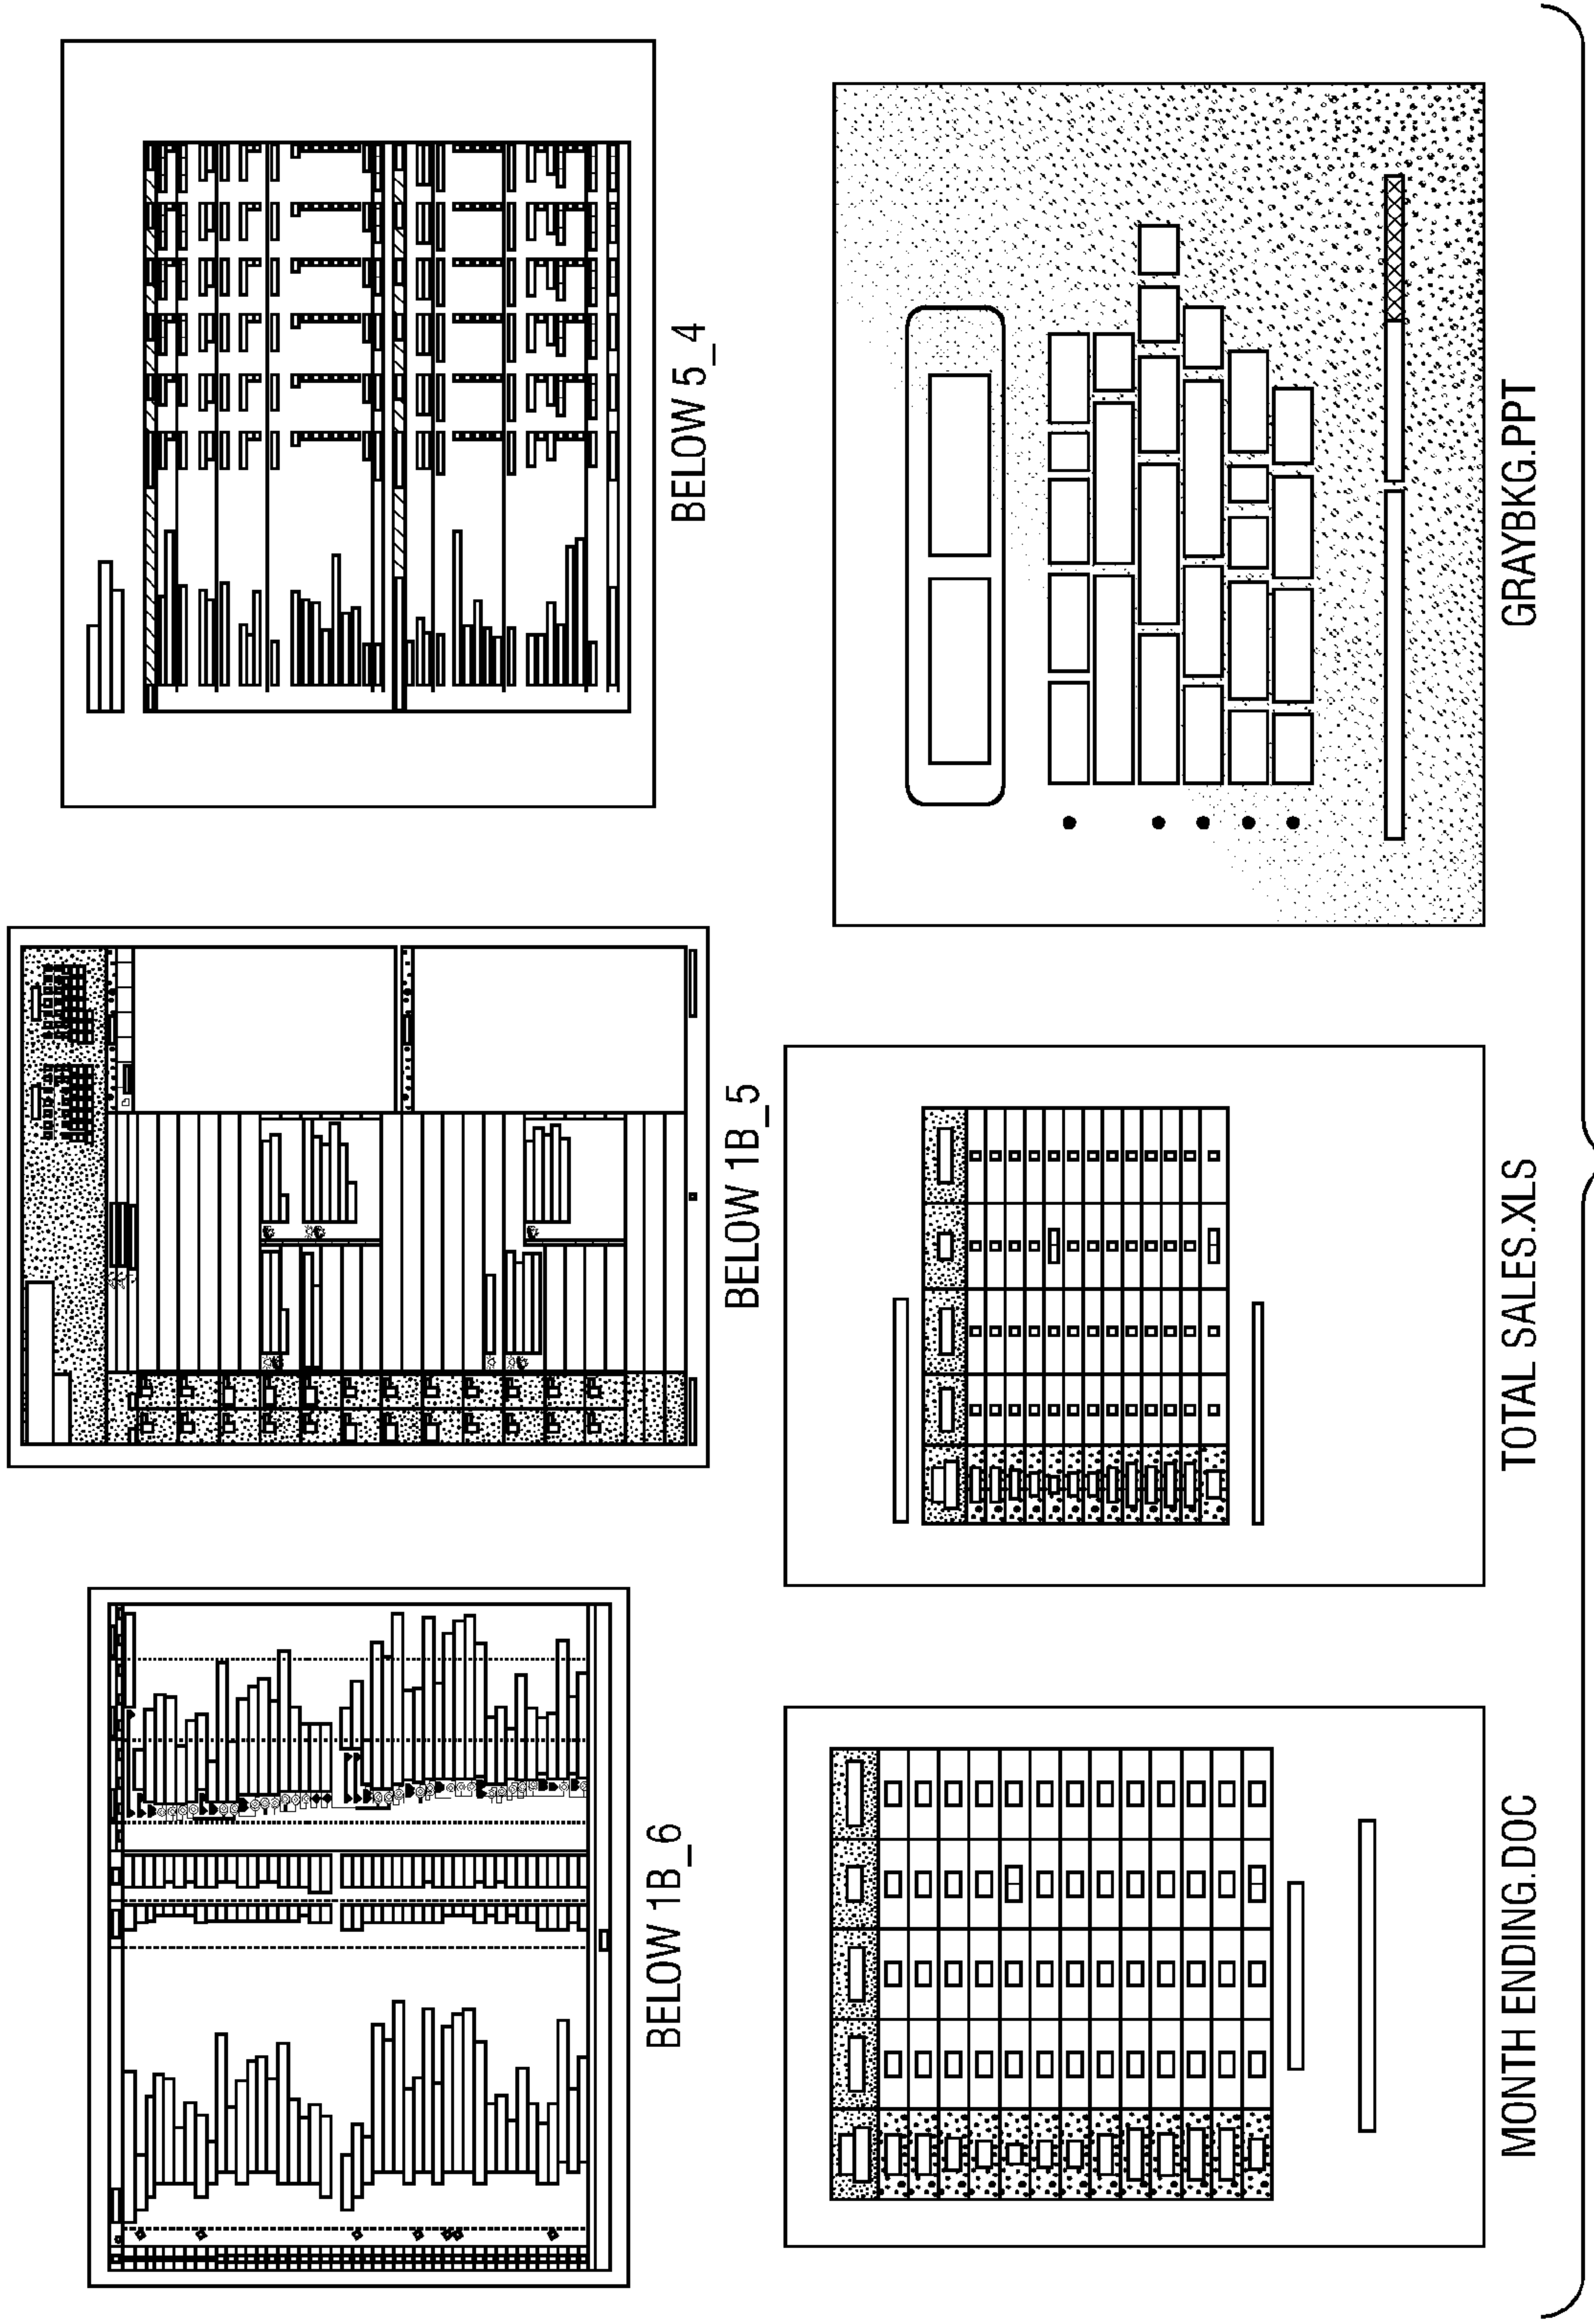 BELOW 1B_6
BELOW 1B_5
BELOW 5_4
MONTH ENDING.DOC
TOTAL SALES.XLS
GRAYBKG.PPT